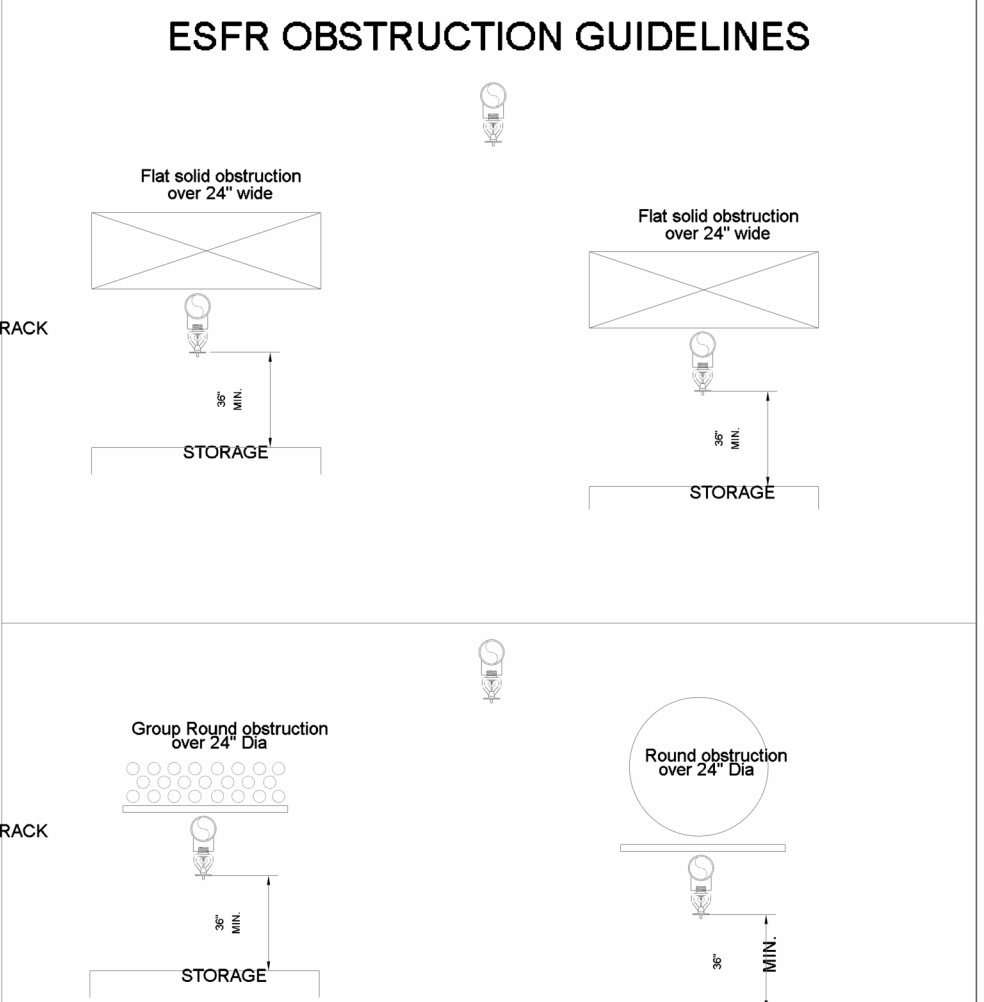 ESFR OBSTRUCTION GUIDELINES
Flat solid obstruction
over 24" wide
Flat solid obstruction
over 24" wide
RACK
36"
MIN.
36"
MIN.
STORAGE
STORAGE
Group Round obstruction
over 24" Dia
Round obstruction
over 24" Dia
RACK
36"
MIN.
36"
MIN.
STORAGE